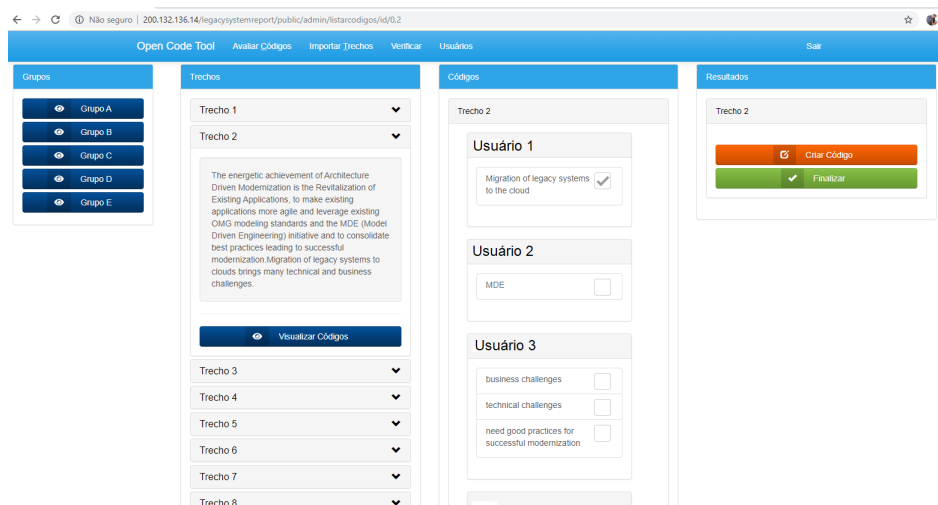 Não seguro | 200.132.136.14/legacysystemreport/public/admin/listarcodigos/id/0,2
Open Code Tool Avaliar Códigos Importar Trechos Verificar Usuários Sair
Grupos
Grupo A
Grupo B
Grupo C
Grupo D
Grupo E
Trechos
Trecho 1
Trecho 2
The energetic achievement of Architecture
Driven Modernization is the Revitalization of
Existing Applications, to make existing
applications more agile and leverage existing
OMG modeling standards and the MDE (Model
Driven Engineering) initiative and to consolidate
best practices leading to successful
modernization.Migration of legacy systems to
clouds brings many technical and business
challenges.
Visualizar Códigos
Trecho 3
Trecho 4
Trecho 5
Trecho 6
Trecho 7
Trecho 8
Códigos
Trecho 2
Usuário 1
Migration of legacy systems
to the cloud
Usuário 2
MDE
Usuário 3
business challenges
technical challenges
need good practices for
successful modernization
Resultados
Trecho 2
Criar Código
Finalizar